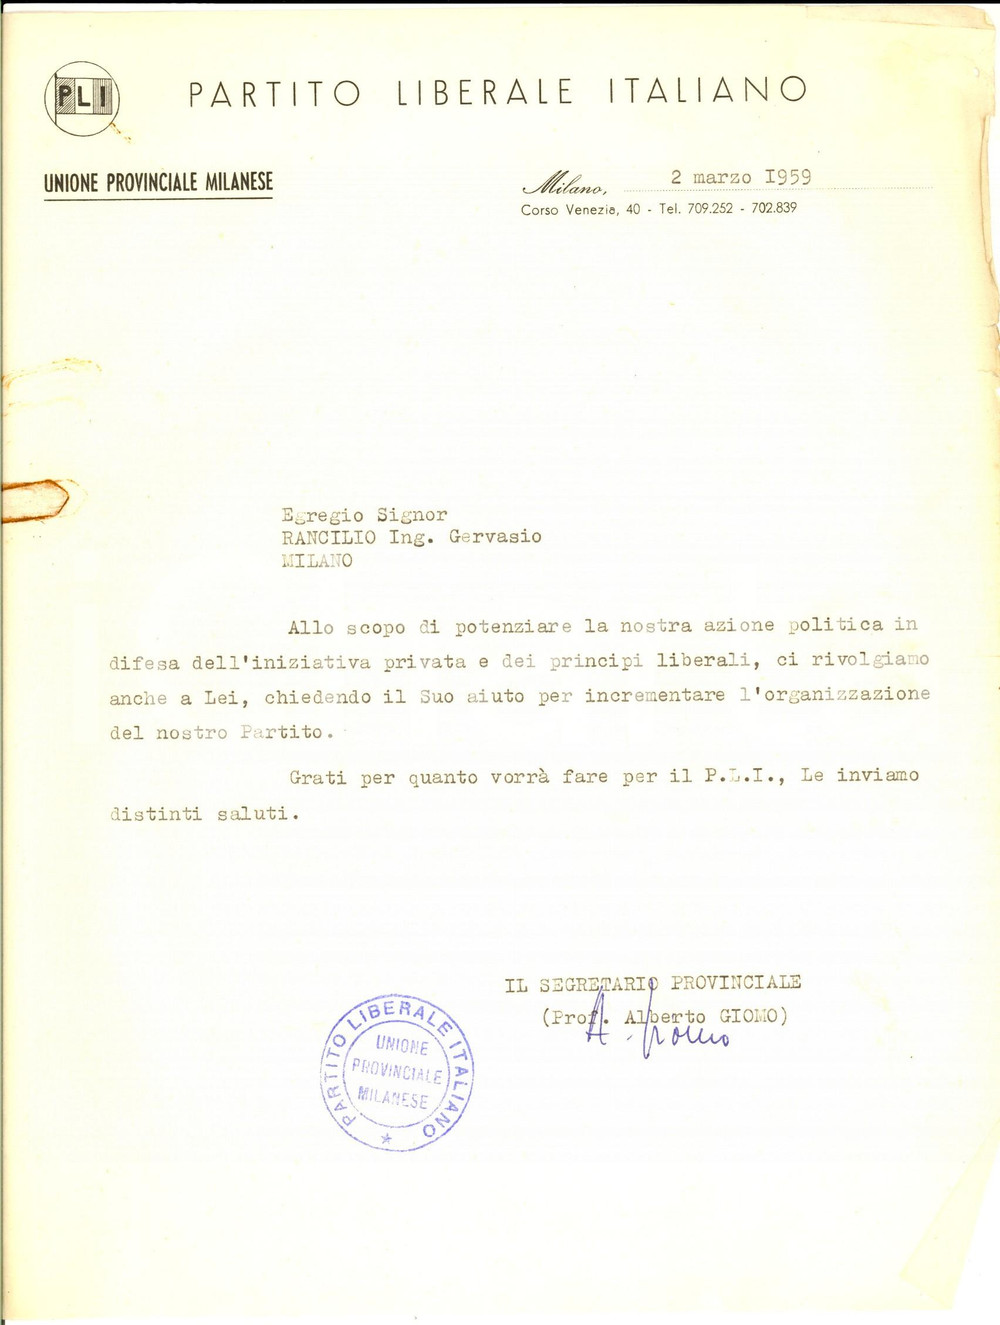 PLI
PARTITO LIBERALE ITALIANO
UNIONE PROVINCIALE MILANESE
Milano, 2 marzo 1959
Corso Venezia, 40 - Tel. 709.252 - 702.839
Egregio Signor
RANCILIO Ing. Gervasio
MILANO
Allo scopo di potenziare la nostra azione politica in
difesa dell'iniziativa privata e dei principi liberali, ci rivolgiamo
anche a Lei, chiedendo il Suo aiuto per incrementare l'organizzazione
del nostro Partito.
Grati per quanto vorrà fare per il P.L.I., Le inviamo
distinti saluti.
IL SEGRETARIO PROVINCIALE
(Prof. Alberto GIOMO)
A. Giomo
PARTITO LIBERALE ITALIANO
UNIONE
PROVINCIALE
MILANESE